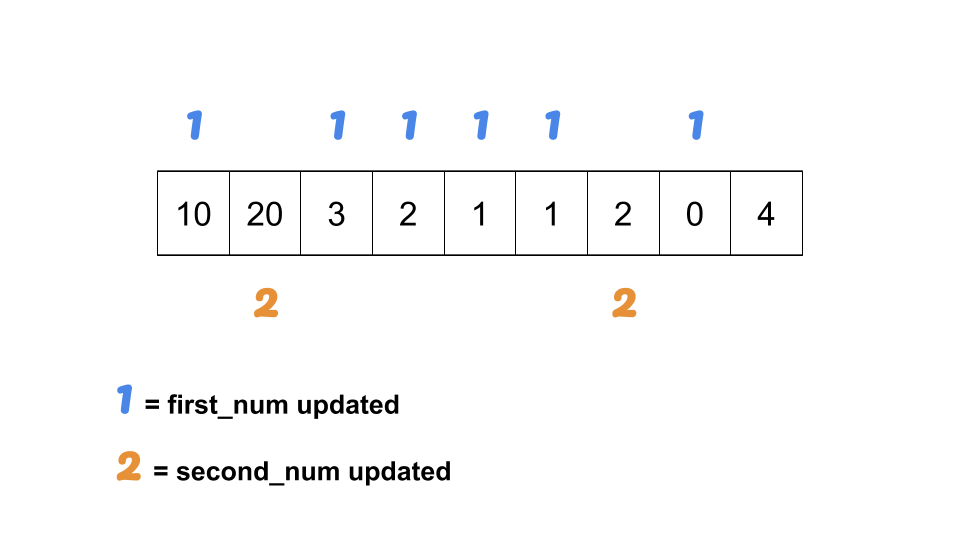 1 1 1 1 1 1
10 20 3 2 1 1 2 0 4
2 2
1 = first_num updated
2 = second_num updated